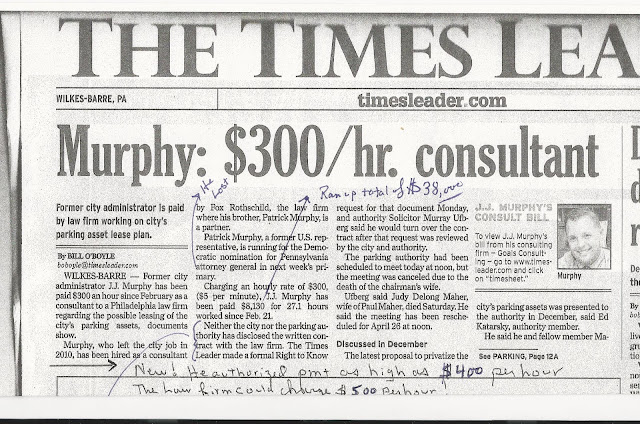 THE TIMES LEA
WILKES-BARRE, PA
timesleader.com
Murphy: $300/hr. consultant
He
Lost
Ran up total of $38,000
Former city administrator is paid
by law firm working on city's
parking asset lease plan.
By BILL O'BOYLE
boboyle@timesleader.com
WILKES-BARRE — Former city
administrator J.J. Murphy has been
paid $300 an hour since February as a
consultant to a Philadelphia law firm
regarding the possible leasing of the
city's parking assets, documents
show.
Murphy, who left the city job in
2010, has been hired as a consultant
by Fox Rothschild, the law firm
where his brother, Patrick Murphy, is
a partner.
Patrick Murphy, a former U.S. rep-
resentative, is running for the Demo-
cratic nomination for Pennsylvania
attorney general in next week's pri-
mary.
Charging an hourly rate of $300,
($5 per minute), J.J. Murphy has
been paid $8,130 for 27.1 hours
worked since Feb. 21.
Neither the city nor the parking au-
thority has disclosed the written con-
tract with the law firm. The Times
Leader made a formal Right to Know
request for that document Monday,
and authority Solicitor Murray Ufb-
erg said he would turn over the con-
tract after that request was reviewed
by the city and authority.
The parking authority had been
scheduled to meet today at noon, but
the meeting was canceled due to the
death of the chairman's wife.
Ufberg said Judy Delong Maher,
wife of Paul Maher, died Saturday. He
said the meeting has been resched-
uled for April 26 at noon.
Discussed in December
The latest proposal to privatize the
J.J. MURPHY'S
CONSULT BILL
To view J.J. Murphy's
bill from his consulting
firm – Goals Consult-
ing – go to www.times-
leader.com and click
on "timesheet."
Murphy
city's parking assets was presented to
the authority in December, said Ed
Katarsky, authority member.
He said he and fellow member Ma-
See PARKING, Page 12A
New! He authorized pmt as high as $400 per hour
The Law firm could charge $500 per hour